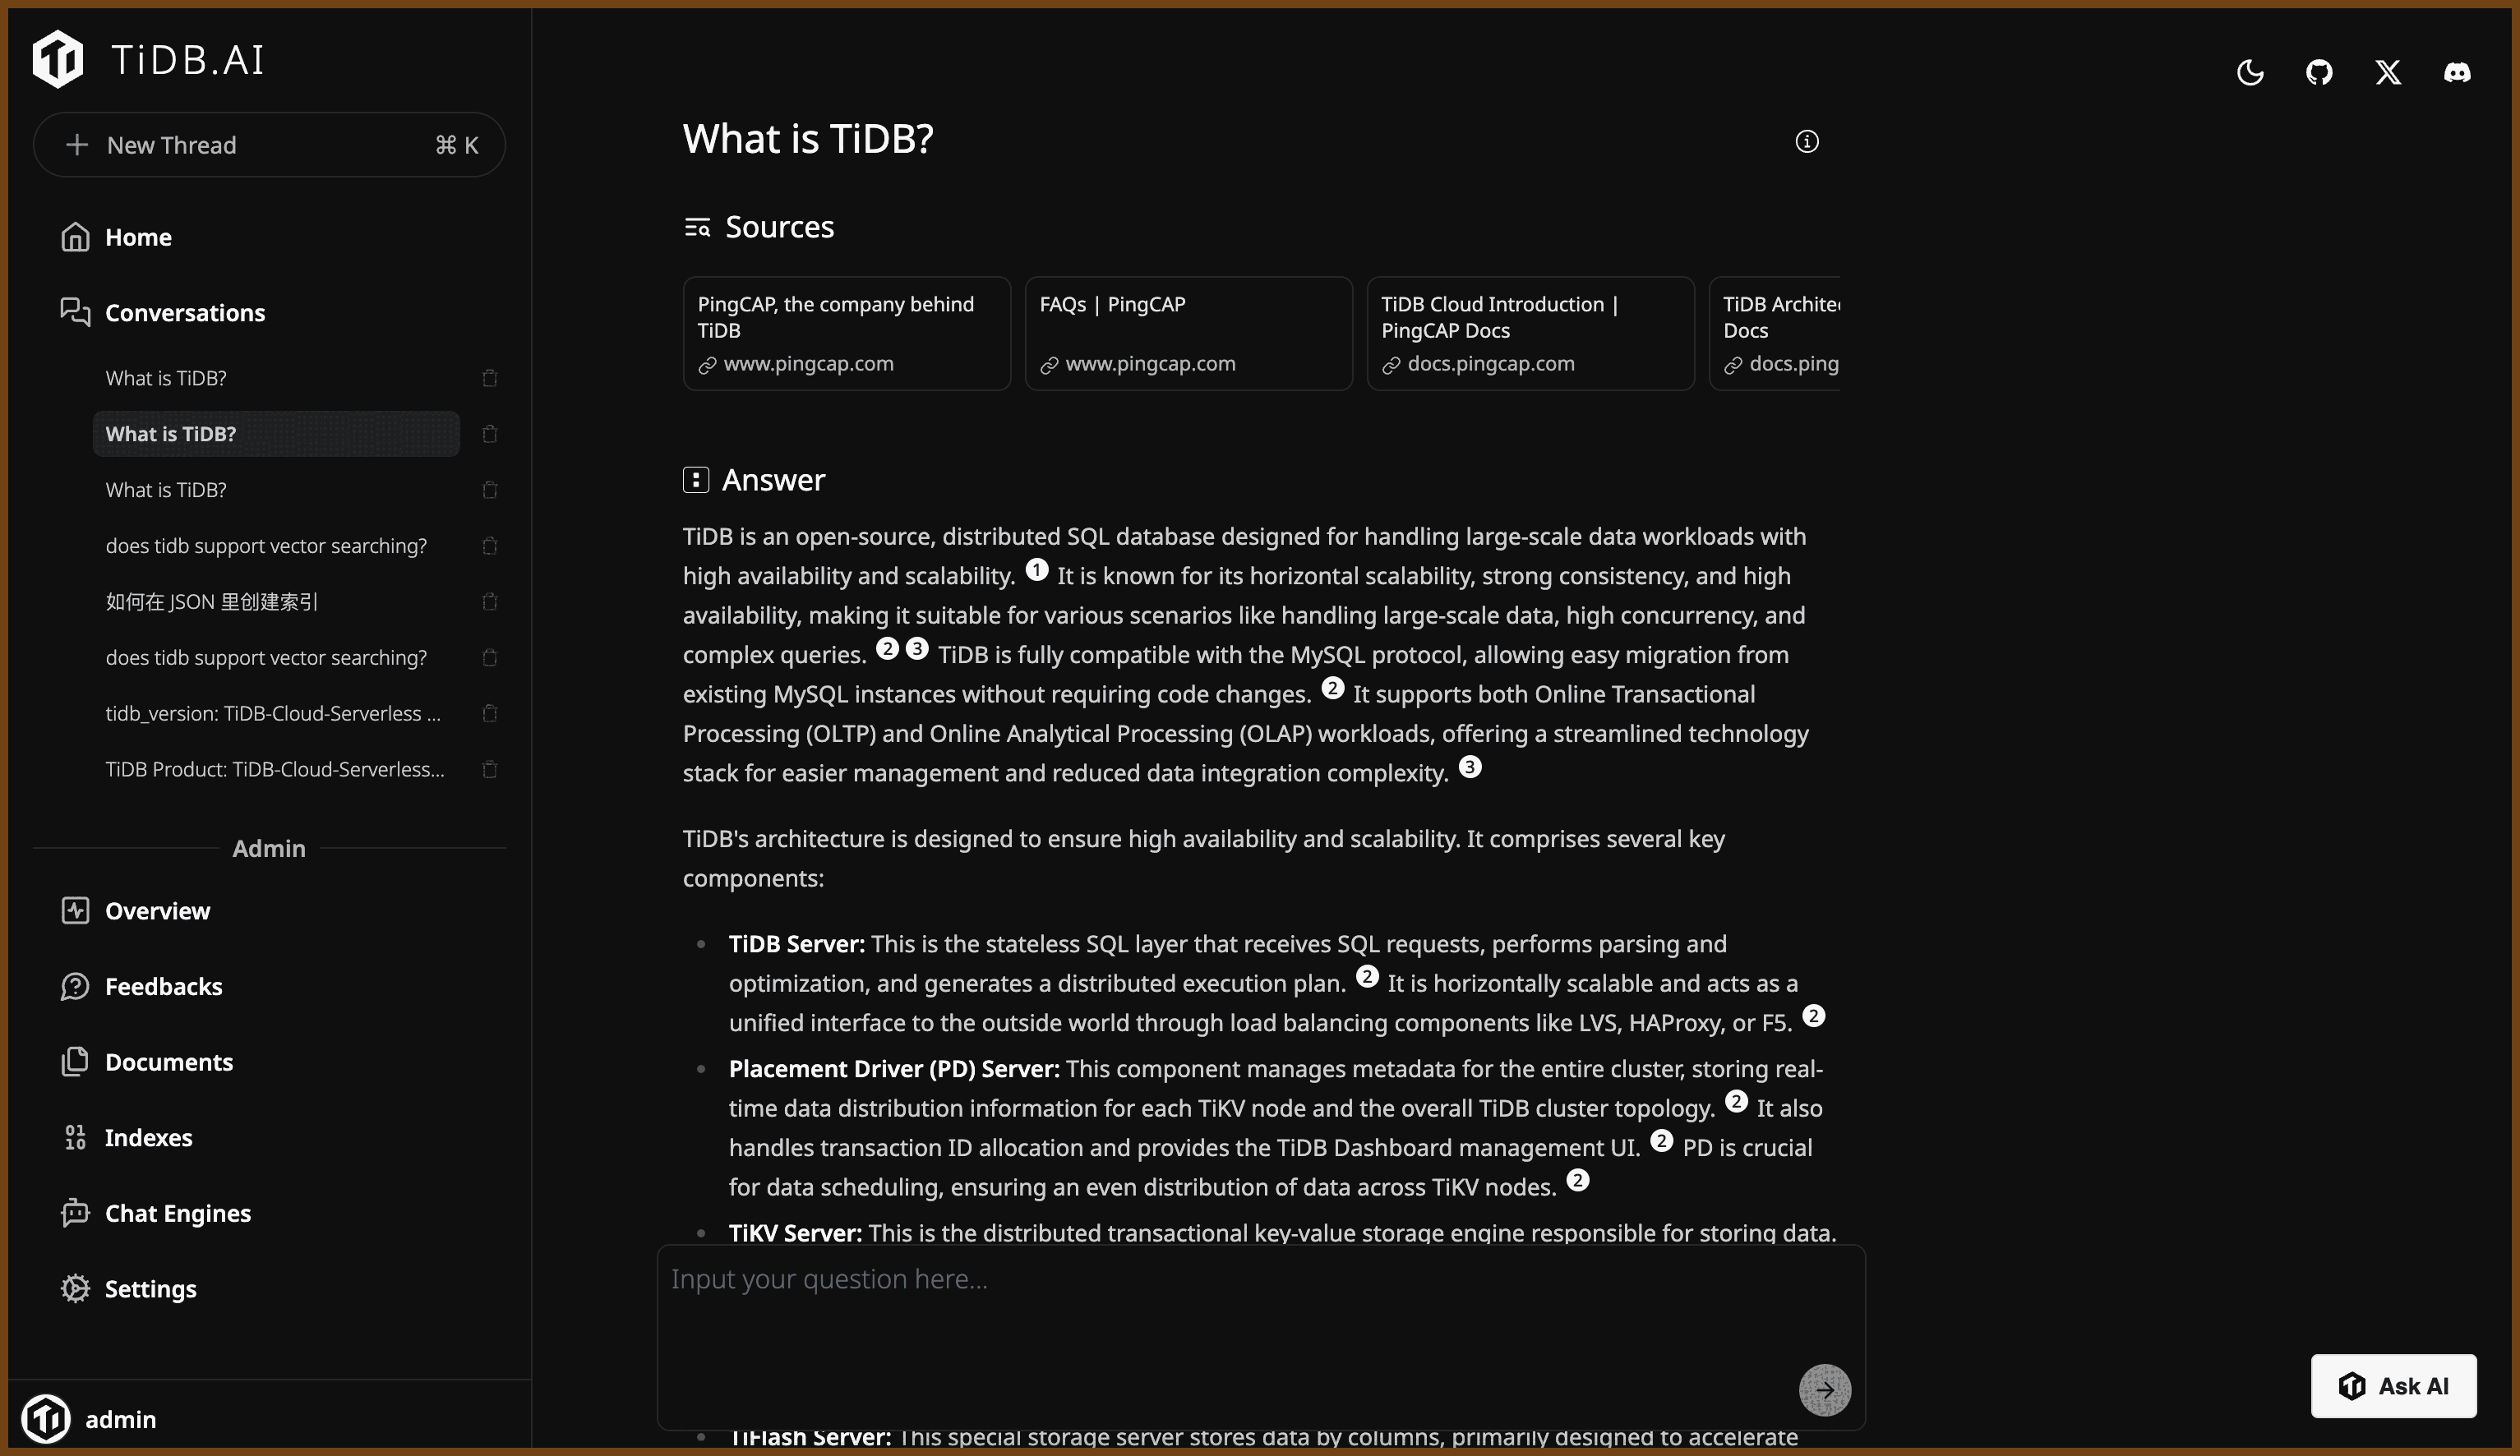 TiDB.AI
New Thread ⌘ K
Home
Conversations
What is TiDB?
What is TiDB?
What is TiDB?
does tidb support vector searching?
如何在 JSON 里创建索引
does tidb support vector searching?
tidb_version: TiDB-Cloud-Serverless ...
TiDB Product: TiDB-Cloud-Serverless...
Admin
Overview
Feedbacks
Documents
Indexes
Chat Engines
Settings
admin
What is TiDB?
Sources
PingCAP, the company behind
TiDB
www.pingcap.com
FAQs | PingCAP
www.pingcap.com
TiDB Cloud Introduction |
PingCAP Docs
docs.pingcap.com
TiDB Archite
Docs
docs.ping
Answer
TiDB is an open-source, distributed SQL database designed for handling large-scale data workloads with
high availability and scalability. 1 It is known for its horizontal scalability, strong consistency, and high
availability, making it suitable for various scenarios like handling large-scale data, high concurrency, and
complex queries. 2 3 TiDB is fully compatible with the MySQL protocol, allowing easy migration from
existing MySQL instances without requiring code changes. 2 It supports both Online Transactional
Processing (OLTP) and Online Analytical Processing (OLAP) workloads, offering a streamlined technology
stack for easier management and reduced data integration complexity. 3
TiDB's architecture is designed to ensure high availability and scalability. It comprises several key
components:
• TiDB Server: This is the stateless SQL layer that receives SQL requests, performs parsing and
optimization, and generates a distributed execution plan. 2 It is horizontally scalable and acts as a
unified interface to the outside world through load balancing components like LVS, HAProxy, or F5. 2
• Placement Driver (PD) Server: This component manages metadata for the entire cluster, storing real-
time data distribution information for each TiKV node and the overall TiDB cluster topology. 2 It also
handles transaction ID allocation and provides the TiDB Dashboard management UI. 2 PD is crucial
for data scheduling, ensuring an even distribution of data across TiKV nodes. 2
• TiKV Server: This is the distributed transactional key-value storage engine responsible for storing data.
Input your question here...
• TiFlash Server: This special storage server stores data by columns, primarily designed to accelerate
Ask AI